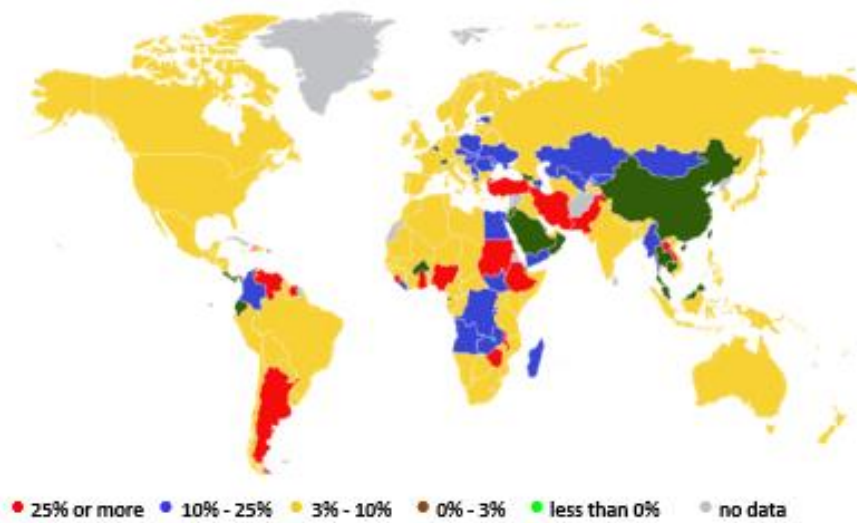 25% or more 10% - 25% 3% - 10% 0% - 3% less than 0% no data